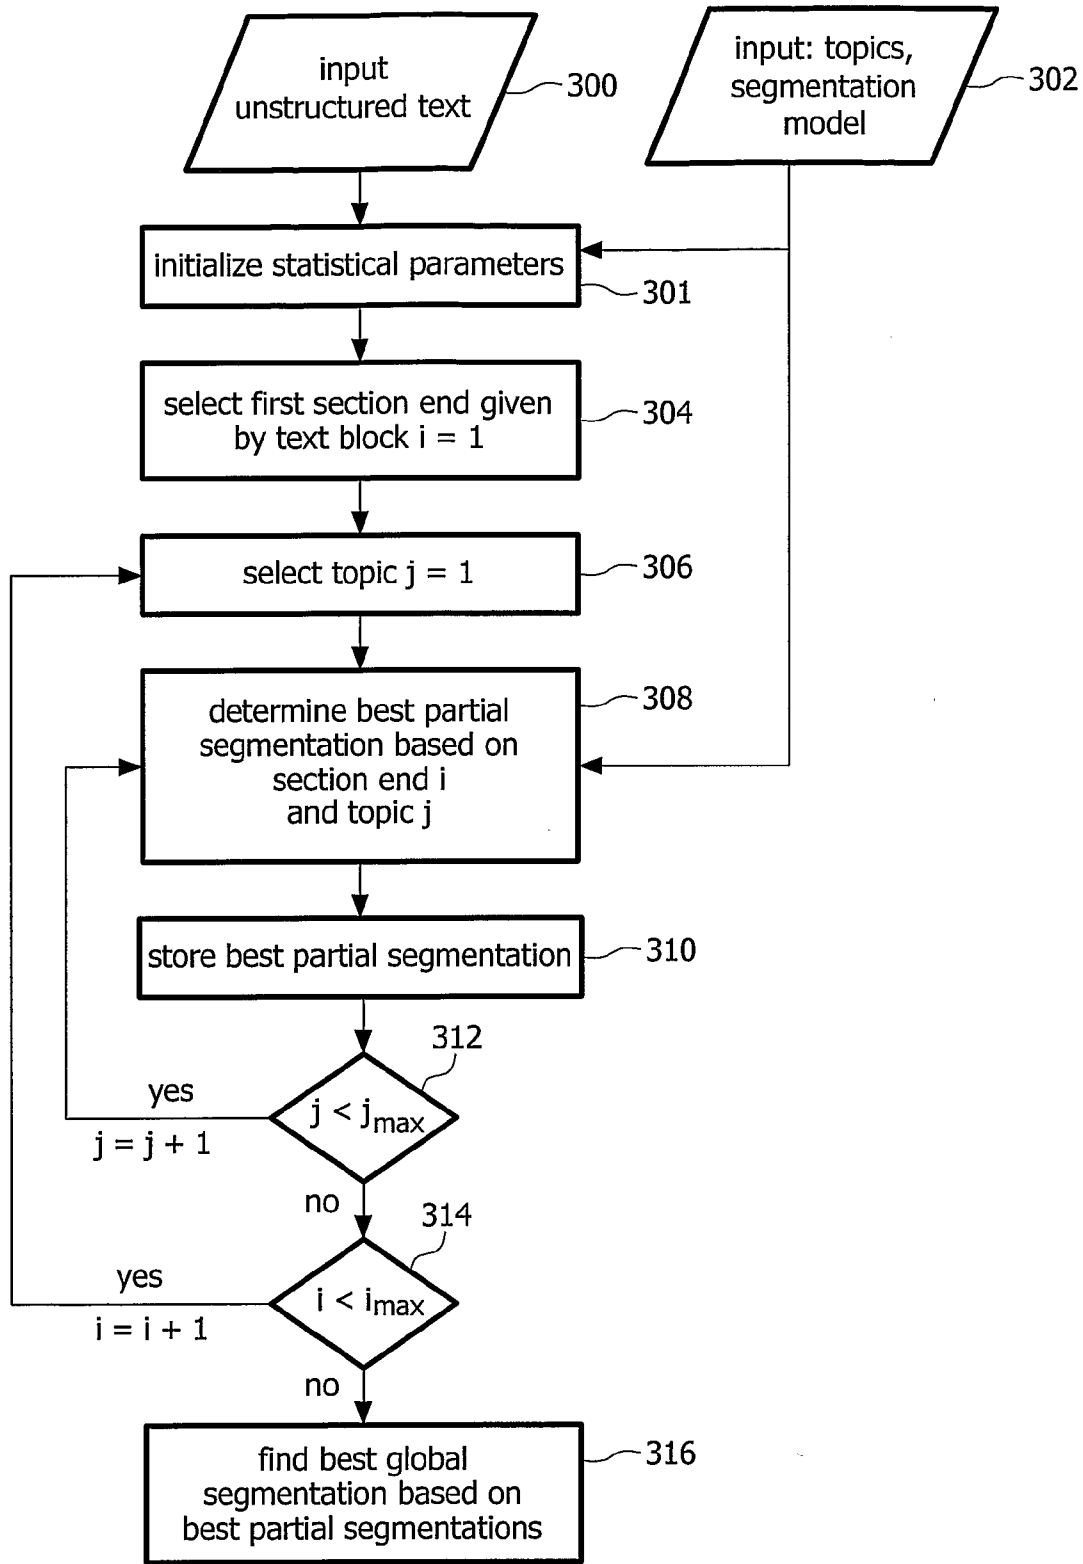 input
unstructured text
300
input: topics,
segmentation
model
302
initialize statistical parameters
301
select first section end given
by text block i = 1
304
select topic j = 1
306
determine best partial
segmentation based on
section end i
and topic j
308
store best partial segmentation
310
312
j < jmax
yes
j = j + 1
no
314
i < imax
yes
i = i + 1
no
find best global
segmentation based on
best partial segmentations
316